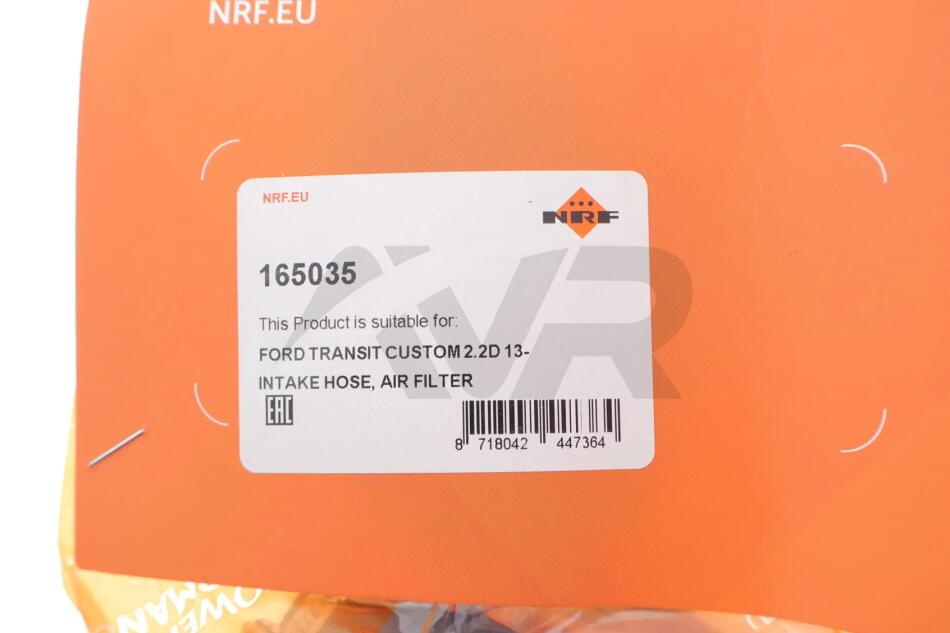 NRF.EU
NRF.EU
NRF
165035
This Product is suitable for:
FORD TRANSIT CUSTOM 2.2D 13-
INTAKE HOSE, AIR FILTER
EAC
8 718042 447364
IVR